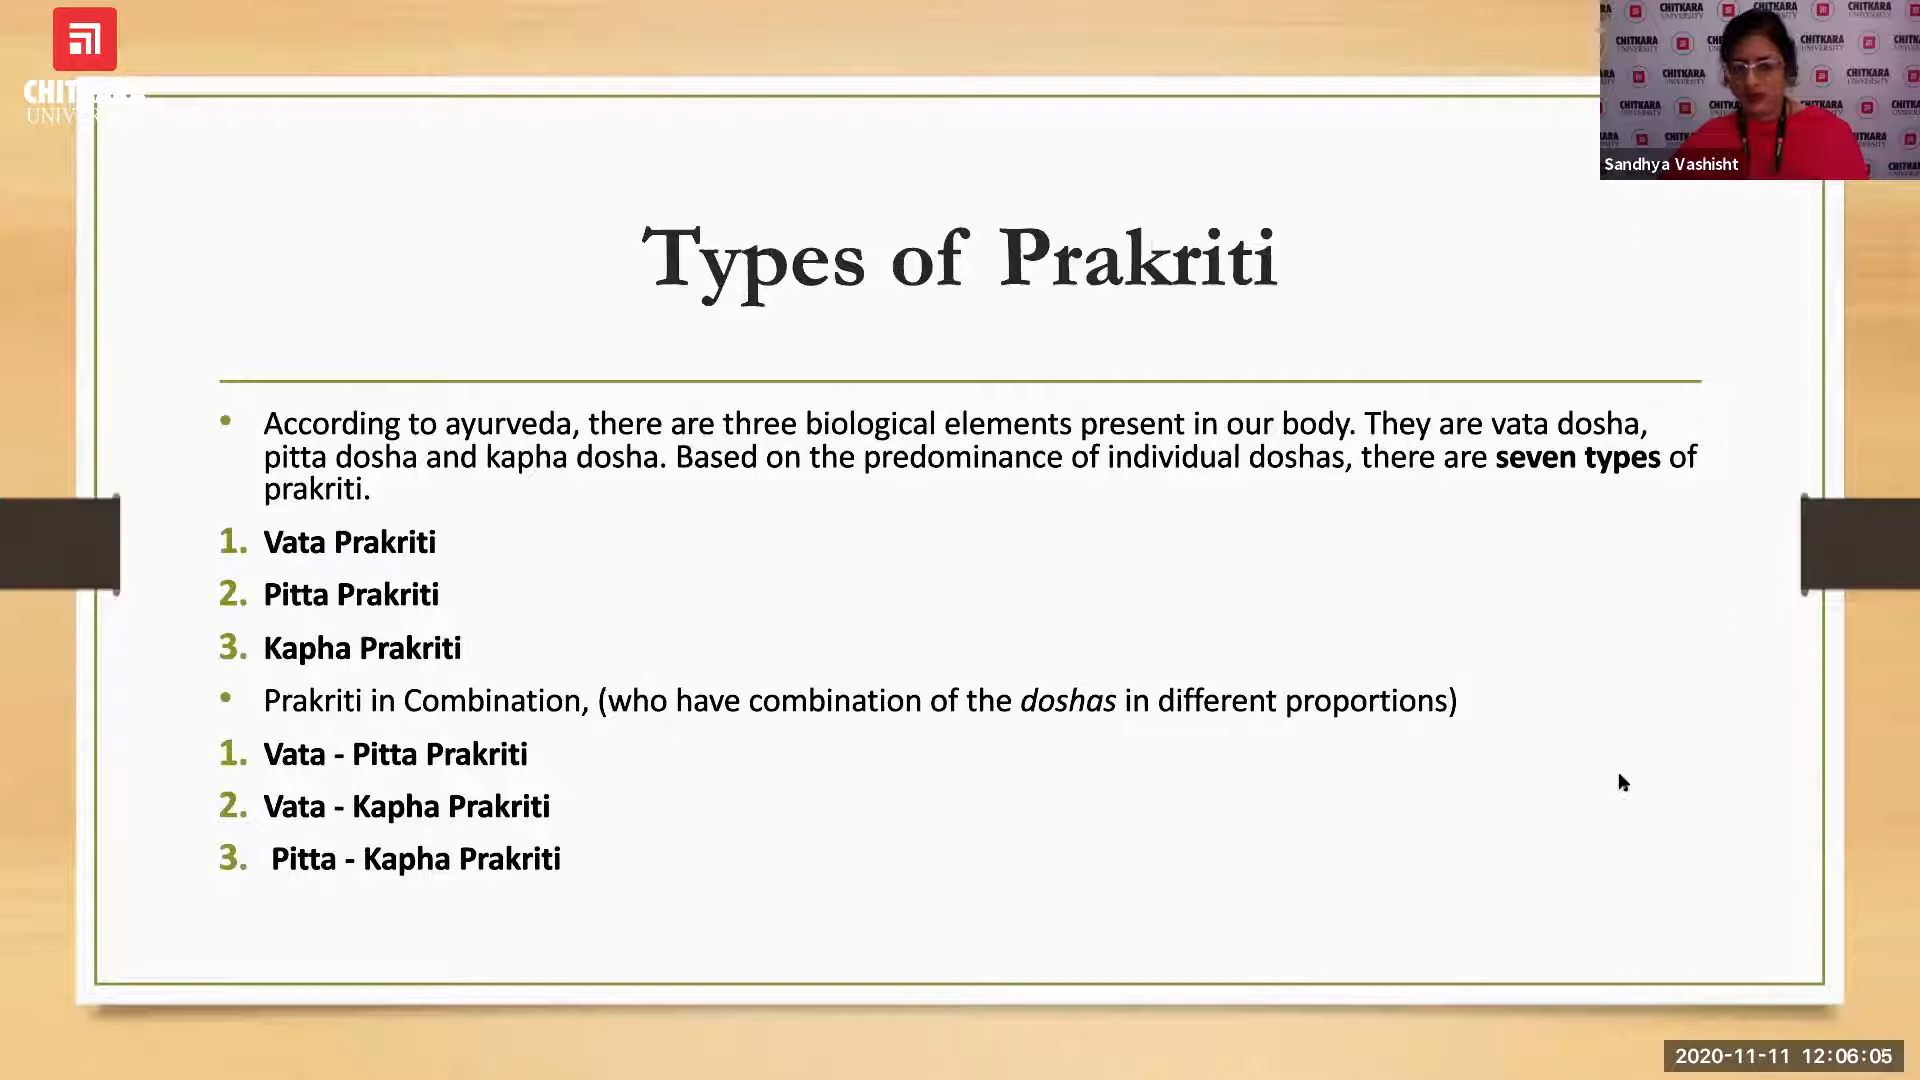 CHITKARA
UNIVERSITY
Sandhya Vashisht
Types of Prakriti
• According to ayurveda, there are three biological elements present in our body. They are vata dosha,
pitta dosha and kapha dosha. Based on the predominance of individual doshas, there are seven types of
prakriti.
1. Vata Prakriti
2. Pitta Prakriti
3. Kapha Prakriti
• Prakriti in Combination, (who have combination of the doshas in different proportions)
1. Vata - Pitta Prakriti
2. Vata - Kapha Prakriti
3. Pitta - Kapha Prakriti
2020-11-11 12:06:05